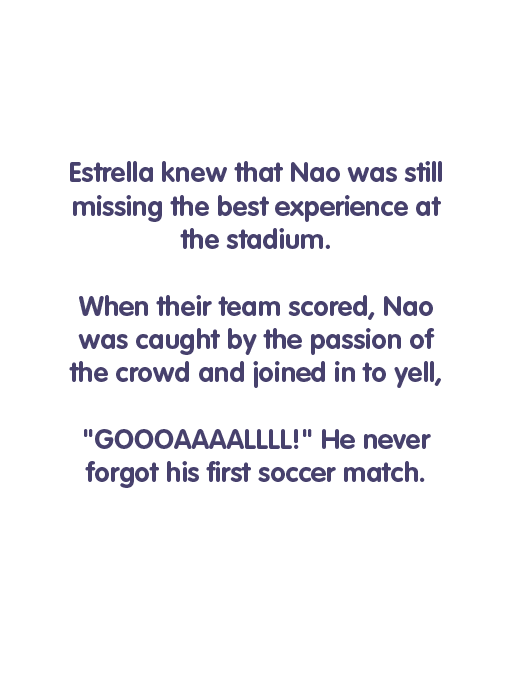 Estrella knew that Nao was still
missing the best experience at
the stadium.
When their team scored, Nao
was caught by the passion of
the crowd and joined in to yell,
"GOOOAAAALLLL!" He never
forgot his first soccer match.